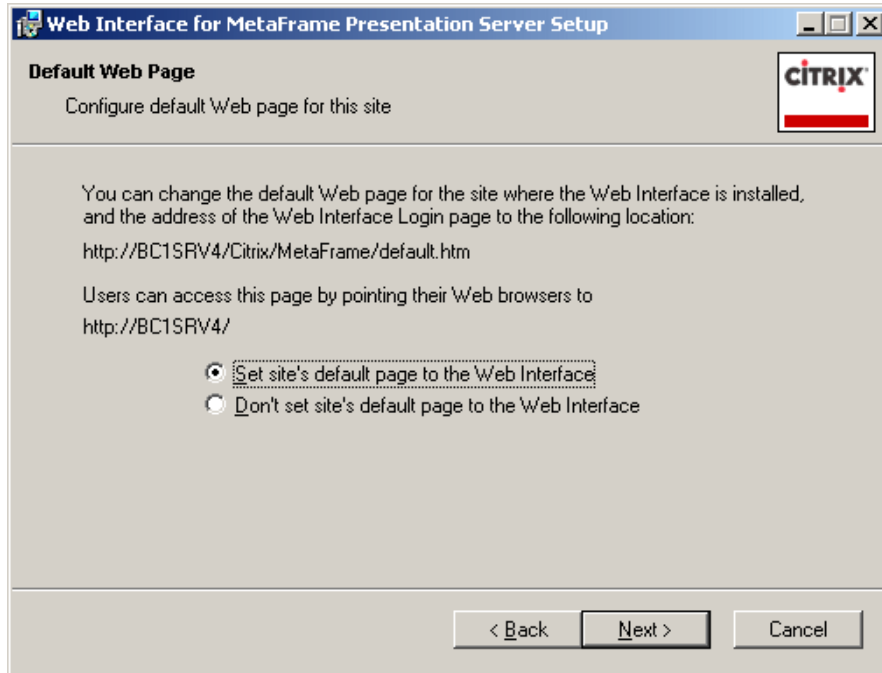 Web Interface for MetaFrame Presentation Server Setup
Default Web Page
Configure default Web page for this site
CITRIX
You can change the default Web page for the site where the Web Interface is installed,
and the address of the Web Interface Login page to the following location:
http://BC1SRV4/Citrix/MetaFrame/default.htm
Users can access this page by pointing their Web browsers to
http://BC1SRV4/
Set site's default page to the Web Interface
Don't set site's default page to the Web Interface
< Back Next > Cancel